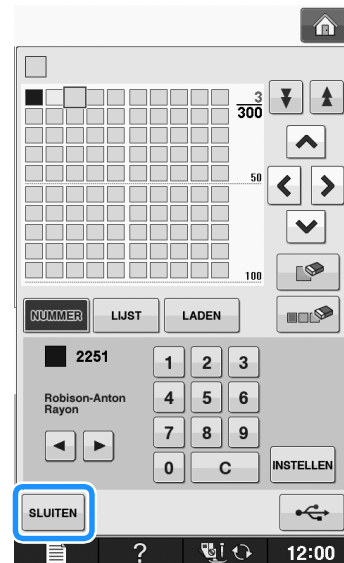 3
300
50
100
NUMMER LIJST LADEN
2251
Robison-Anton
Rayon
1 2 3
4 5 6
7 8 9
0 C
INSTELLEN
SLUITEN
? 12:00